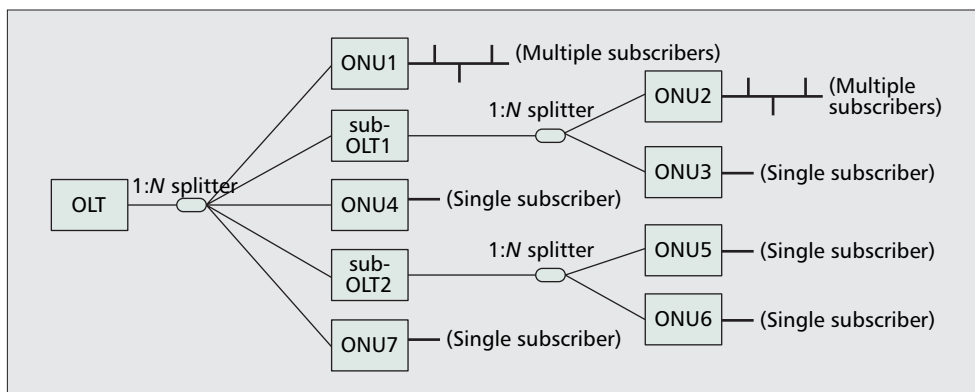 ONU1
(Multiple subscribers)
sub-
OLT1
1:N splitter
ONU2
(Multiple
subscribers)
ONU3
(Single subscriber)
OLT
1:N splitter
ONU4
(Single subscriber)
sub-
OLT2
1:N splitter
ONU5
(Single subscriber)
ONU6
(Single subscriber)
ONU7
(Single subscriber)